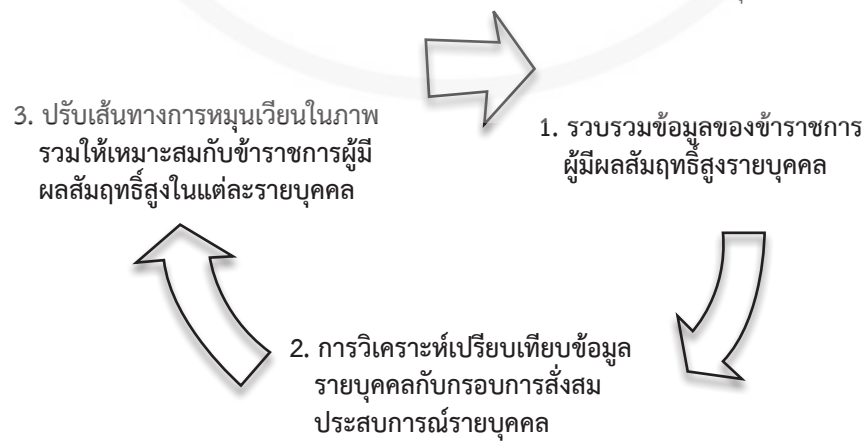 1. รวบรวมข้อมูลของข้าราชการ
ผู้มีผลสัมฤทธิ์สูงรายบุคคล
2. การวิเคราะห์เปรียบเทียบข้อมูล
รายบุคคลกับกรอบการสั่งสม
ประสบการณ์รายบุคคล
3. ปรับเส้นทางการหมุนเวียนในภาพ
รวมให้เหมาะสมกับข้าราชการผู้มี
ผลสัมฤทธิ์สูงในแต่ละรายบุคคล